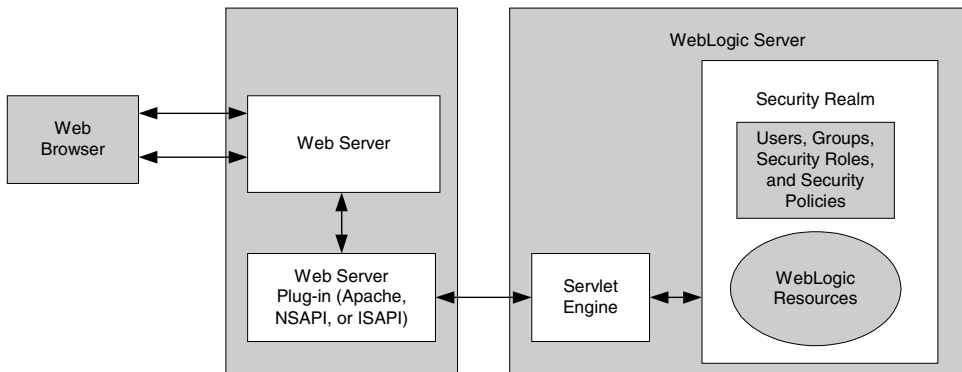 WebLogic Server
Web
Browser
Web Server
Web Server
Plug-in (Apache,
NSAPI, or ISAPI)
Servlet
Engine
Security Realm
Users, Groups,
Security Roles,
and Security
Policies
WebLogic
Resources